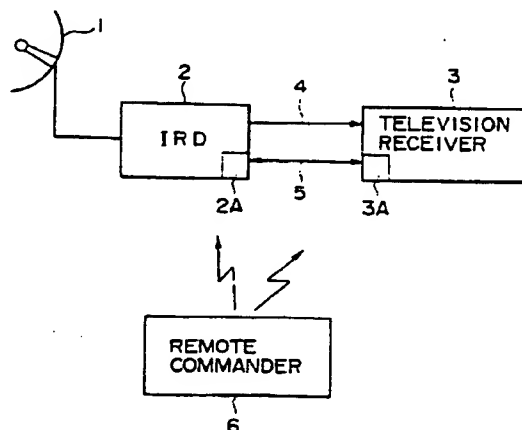 1
2
IRD
2A
4
5
3
TELEVISION
RECEIVER
3A
REMOTE
COMMANDER
6